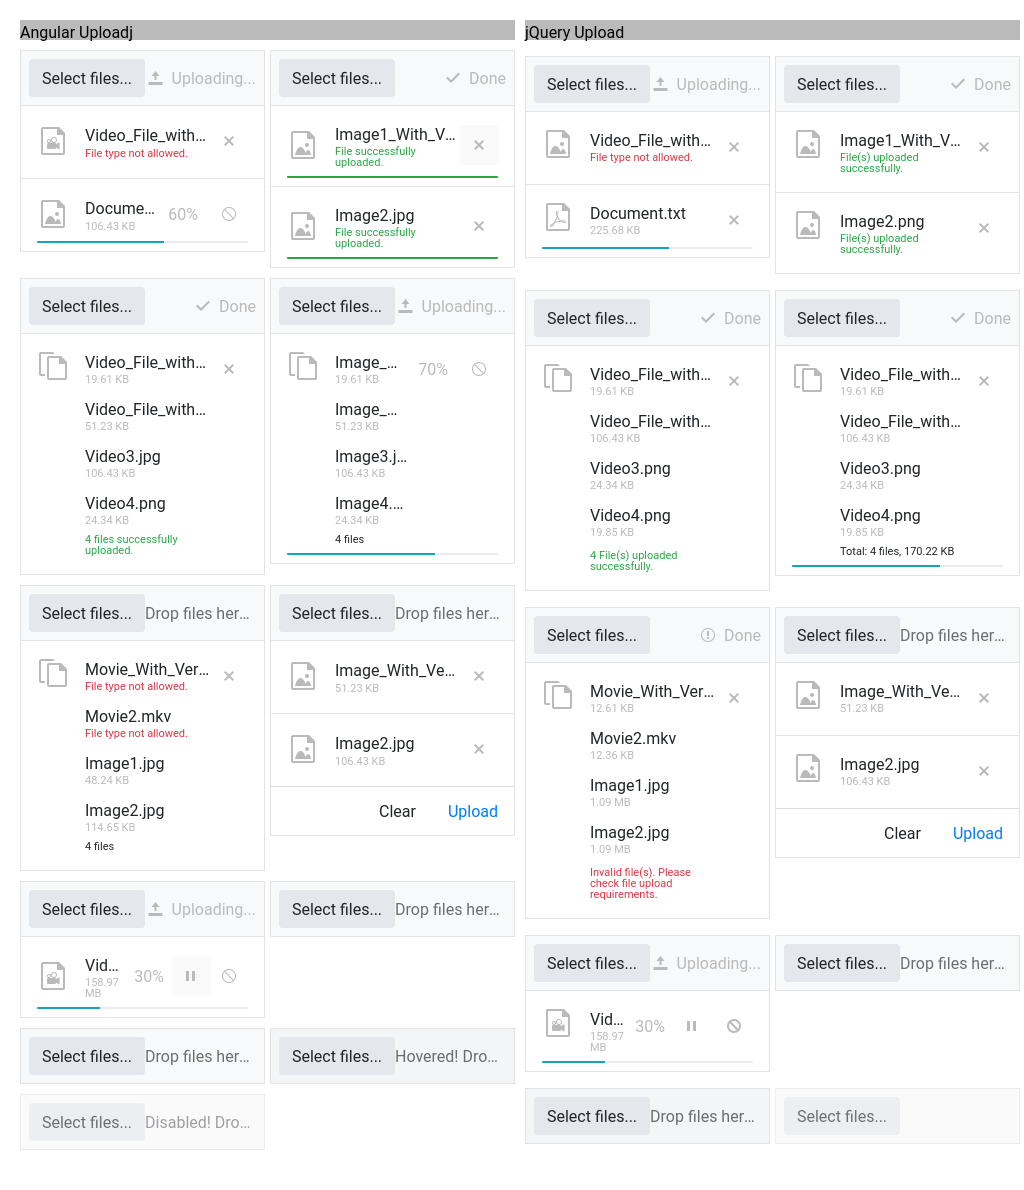 Angular Uploadj
Select files...
Uploading...
Video_File_with...
File type not allowed.
Docume...
106.43 KB
60%
Select files...
Done
Image1_With_V...
File successfully
uploaded.
Image2.jpg
File successfully
uploaded.
Select files...
Done
Video_File_with...
19.61 KB
Video_File_with...
51.23 KB
Video3.jpg
106.43 KB
Video4.png
24.34 KB
4 files successfully
uploaded.
Select files...
Uploading...
Image_...
19.61 KB
70%
Image_...
51.23 KB
Image3.j...
106.43 KB
Image4....
24.34 KB
4 files
Select files...
Drop files her...
Movie_With_Ver...
File type not allowed.
Movie2.mkv
File type not allowed.
Image1.jpg
48.24 KB
Image2.jpg
114.65 KB
4 files
Select files...
Drop files her...
Image_With_Ve...
51.23 KB
Image2.jpg
106.43 KB
Clear
Upload
Select files...
Uploading...
Vid...
158.97
MB
30%
Select files...
Drop files her...
Select files...
Drop files her...
Select files...
Hovered! Dro...
Select files...
Disabled! Dro...
jQuery Upload
Select files...
Uploading...
Video_File_with...
File type not allowed.
Document.txt
225.68 KB
Select files...
Done
Image1_With_V...
File(s) uploaded
successfully.
Image2.png
File(s) uploaded
successfully.
Select files...
Done
Video_File_with...
19.61 KB
Video_File_with...
106.43 KB
Video3.png
24.34 KB
Video4.png
19.85 KB
4 File(s) uploaded
successfully.
Select files...
Done
Video_File_with...
19.61 KB
Video_File_with...
106.43 KB
Video3.png
24.34 KB
Video4.png
19.85 KB
Total: 4 files, 170.22 KB
Select files...
Done
Movie_With_Ver...
12.61 KB
Movie2.mkv
12.36 KB
Image1.jpg
1.09 MB
Image2.jpg
1.09 MB
Invalid file(s). Please
check file upload
requirements.
Select files...
Drop files her...
Image_With_Ve...
51.23 KB
Image2.jpg
106.43 KB
Clear
Upload
Select files...
Uploading...
Vid...
158.97
MB
30%
Select files...
Drop files her...
Select files...
Drop files her...
Select files...